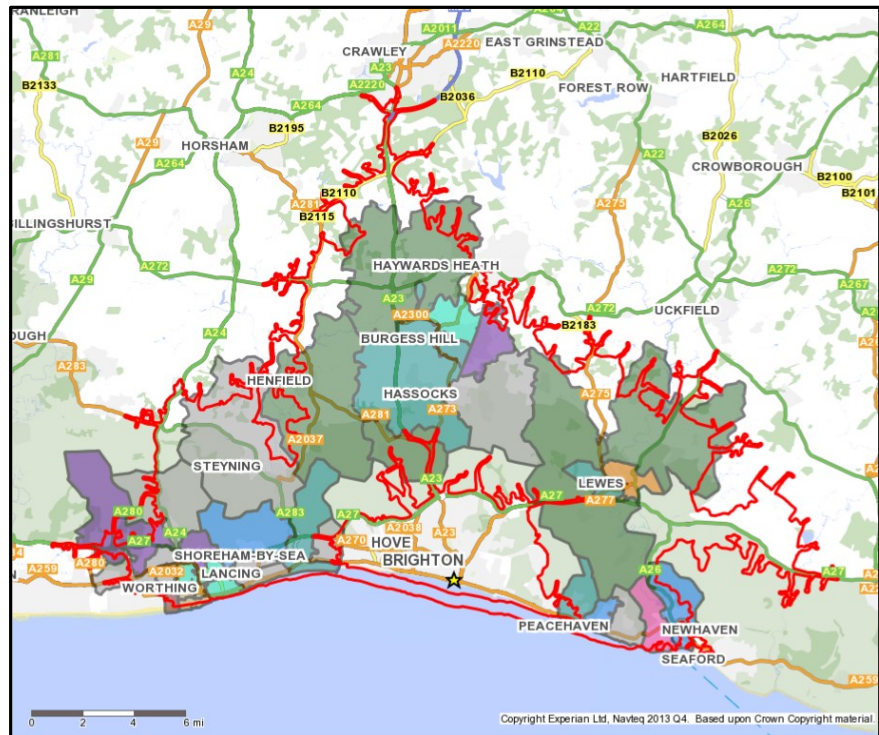 RANLEIGH
A29
A2011
A22
A264
A281
A24
CRAWLEY
A23
A2220
EAST GRINSTEAD
A2220
B2133
A264
B2036
B2110
HARTFIELD
FOREST ROW
B2195
A29
HORSHAM
B2026
A264
A22
CROWBOROUGH
B2100
B2110
B2101
A281
A275
A26
B2115
BILLINGSHURST
A272
HAYWARDS HEATH
A272
A29
A23
A267
A272
UCKFIELD
A2300
B2183
A24
OUGH
BURGESS HILL
A283
HENFIELD
HASSOCKS
A275
A281
A273
A2037
STEYNING
A23
LEWES
A27
A277
A280
A283
A27
A24
A2038
A23
A27
A270
HOVE
SHOREHAM-BY-SEA
BRIGHTON
A259
A280
A2032
LANCING
A26
A27
WORTHING
A22
PEACEHAVEN
NEWHAVEN
SEAFORD
A259
0 2 4 6 mi
Copyright Experian Ltd, Navteq 2013 Q4. Based upon Crown Copyright material.